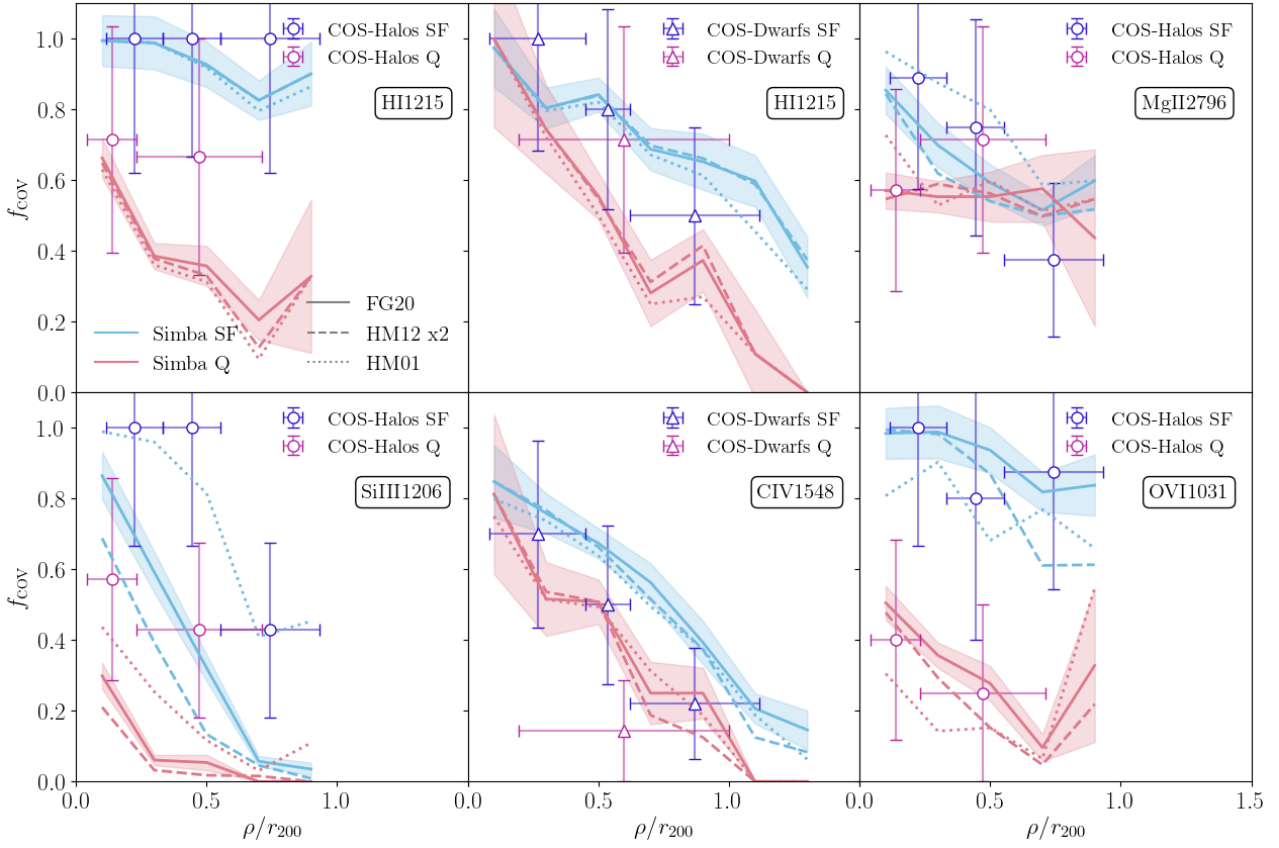 COS-Halos SF
COS-Halos Q
HI1215
COS-Dwarfs SF
COS-Dwarfs Q
HI1215
COS-Halos SF
COS-Halos Q
MgII2796
1.0
0.8
0.6
0.4
0.2
0.0
f_cov
FG20
Simba SF
HM12 x2
Simba Q
HM01
COS-Halos SF
COS-Halos Q
SiIII1206
COS-Dwarfs SF
COS-Dwarfs Q
CIV1548
COS-Halos SF
COS-Halos Q
OVI1031
1.0
0.8
0.6
0.4
0.2
0.0
f_cov
0.0 0.5 1.0 0.0 0.5 1.0 0.0 0.5 1.0 1.5
ρ/r_200 ρ/r_200 ρ/r_200